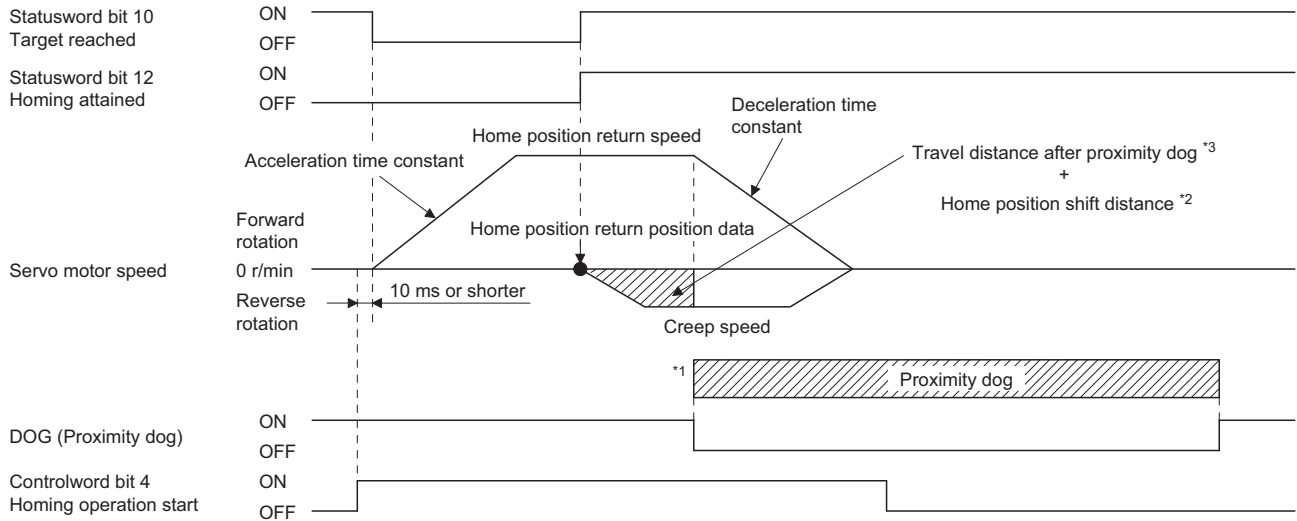 Statusword bit 10
Target reached
ON
OFF
Statusword bit 12
Homing attained
ON
OFF
Deceleration time
constant
Home position return speed
Acceleration time constant
Travel distance after proximity dog *3
+
Home position shift distance *2
Forward
rotation
Home position return position data
Servo motor speed
0 r/min
10 ms or shorter
Reverse
rotation
Creep speed
*1
Proximity dog
DOG (Proximity dog)
ON
OFF
Controlword bit 4
Homing operation start
ON
OFF